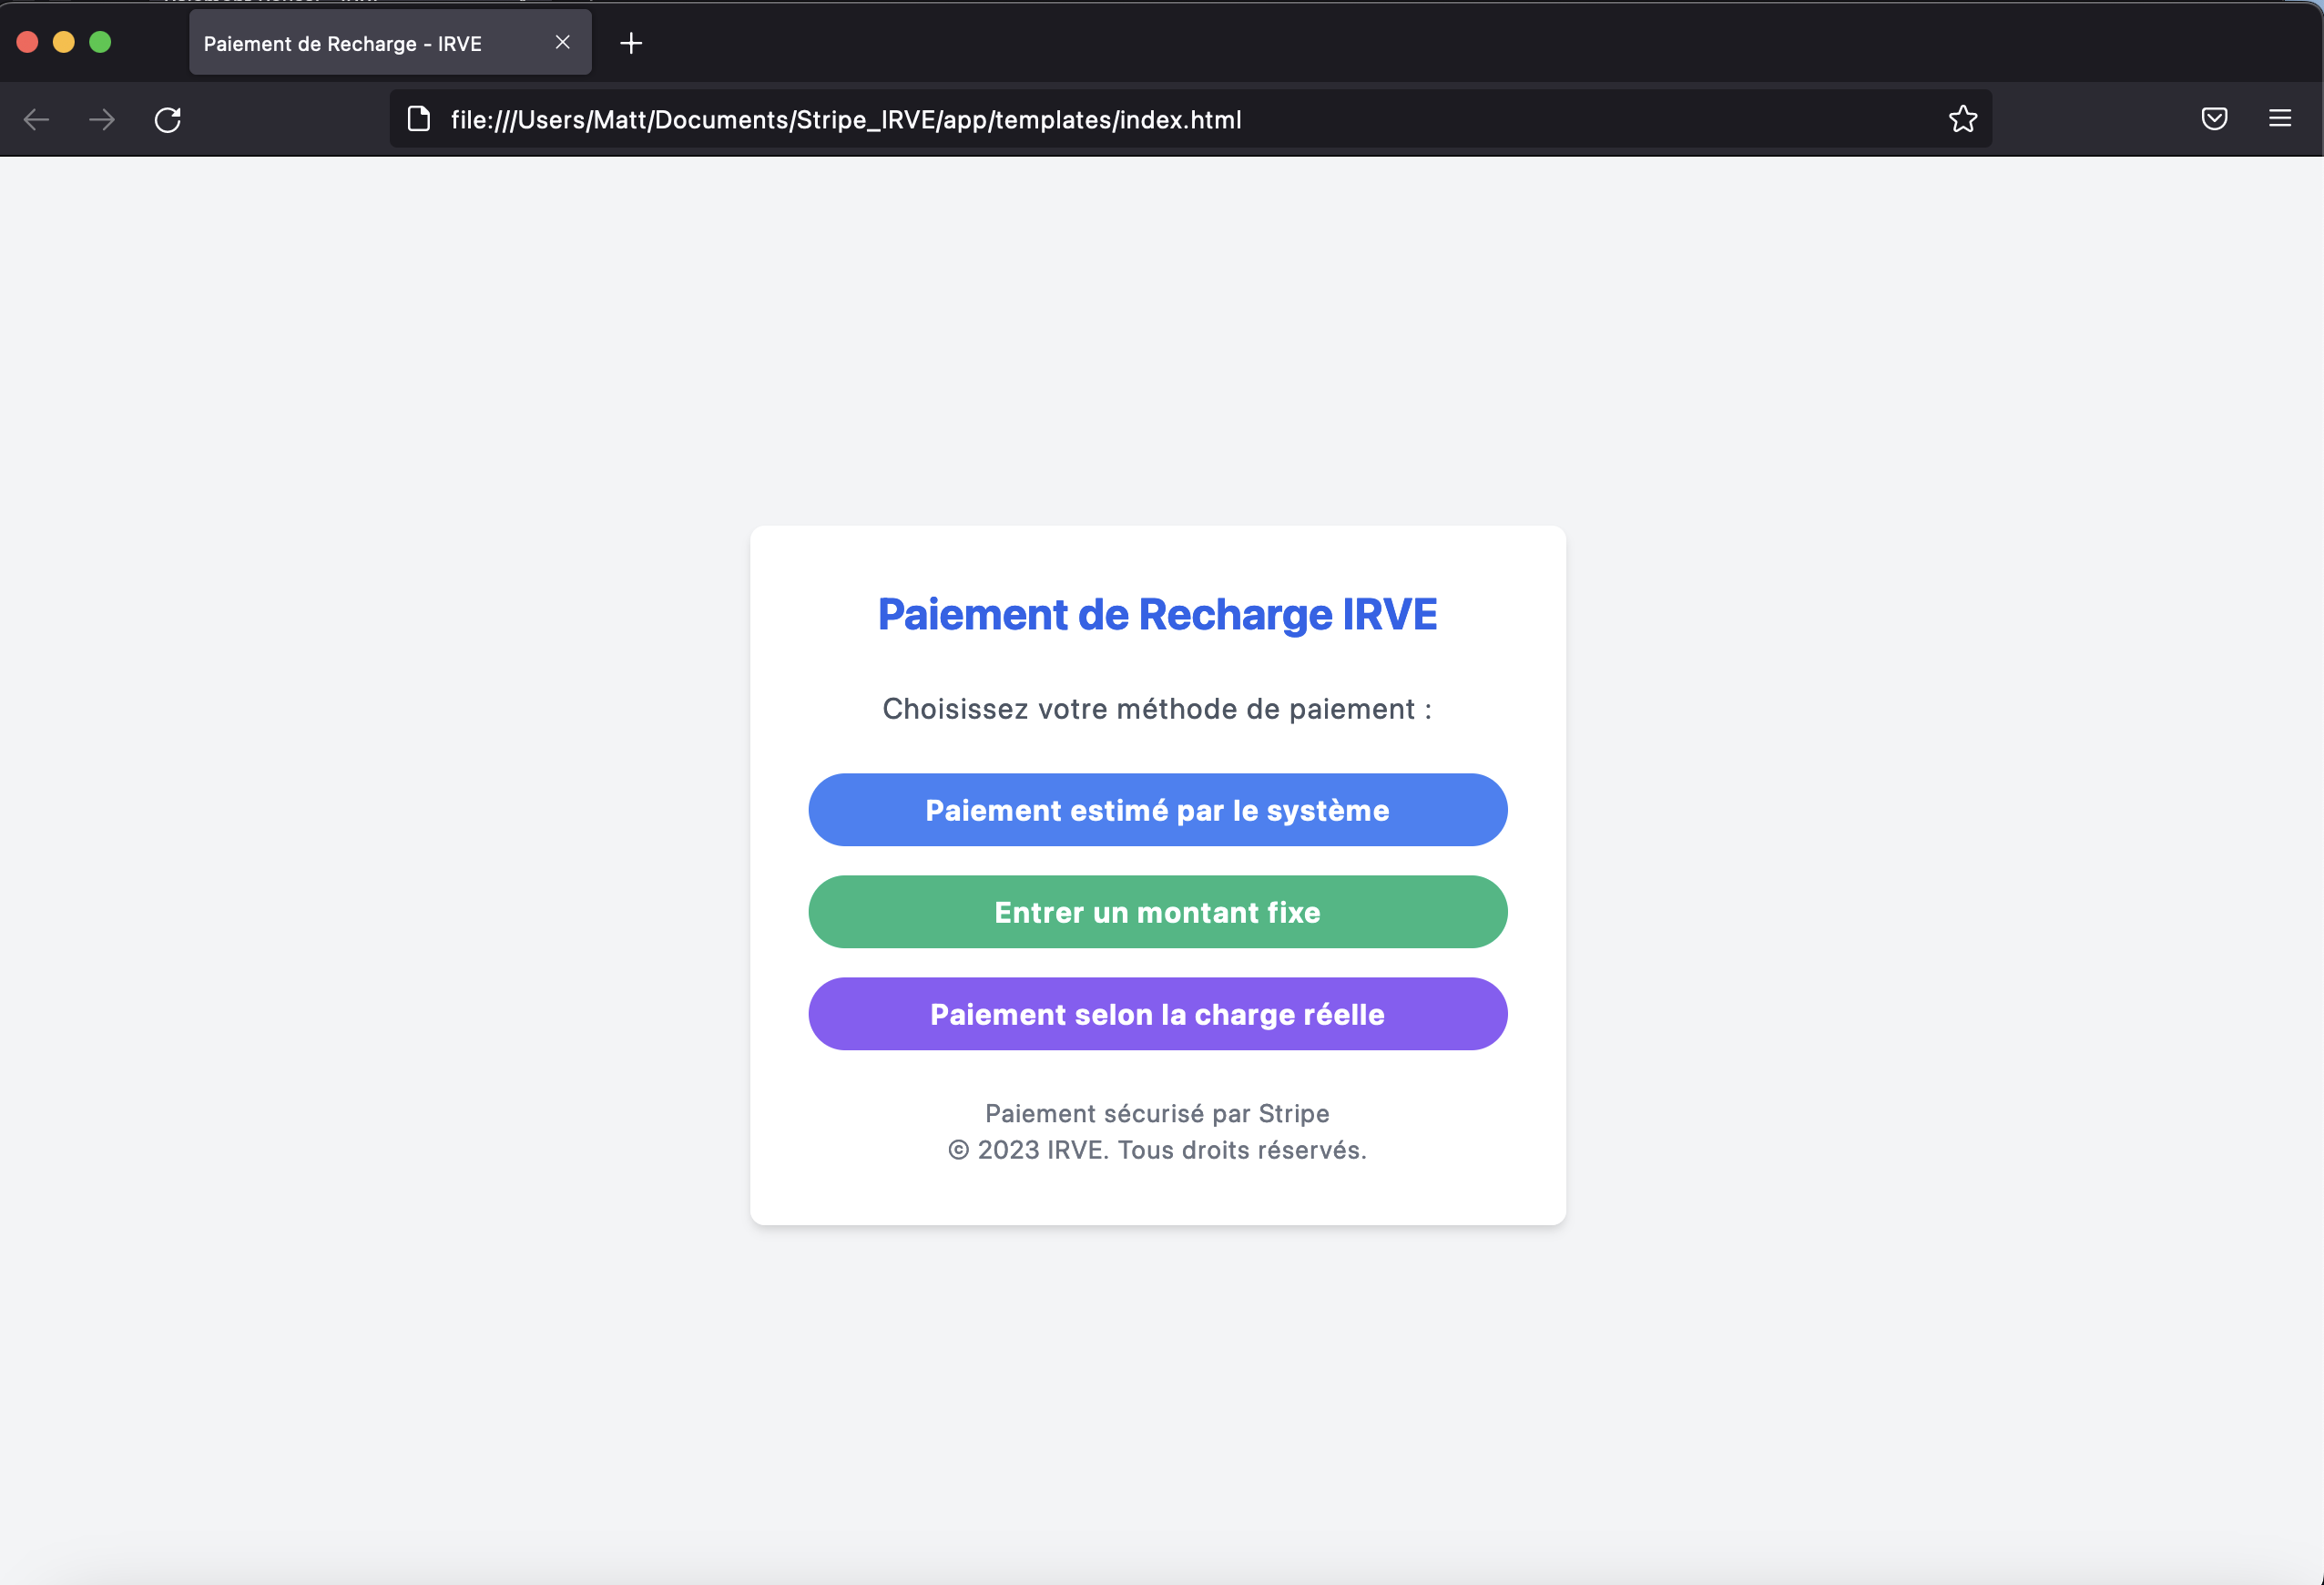 Paiement de Recharge - IRVE
file:///Users/Matt/Documents/Stripe_IRVE/app/templates/index.html
Paiement de Recharge IRVE
Choisissez votre méthode de paiement :
Paiement estimé par le système
Entrer un montant fixe
Paiement selon la charge réelle
Paiement sécurisé par Stripe
© 2023 IRVE. Tous droits réservés.